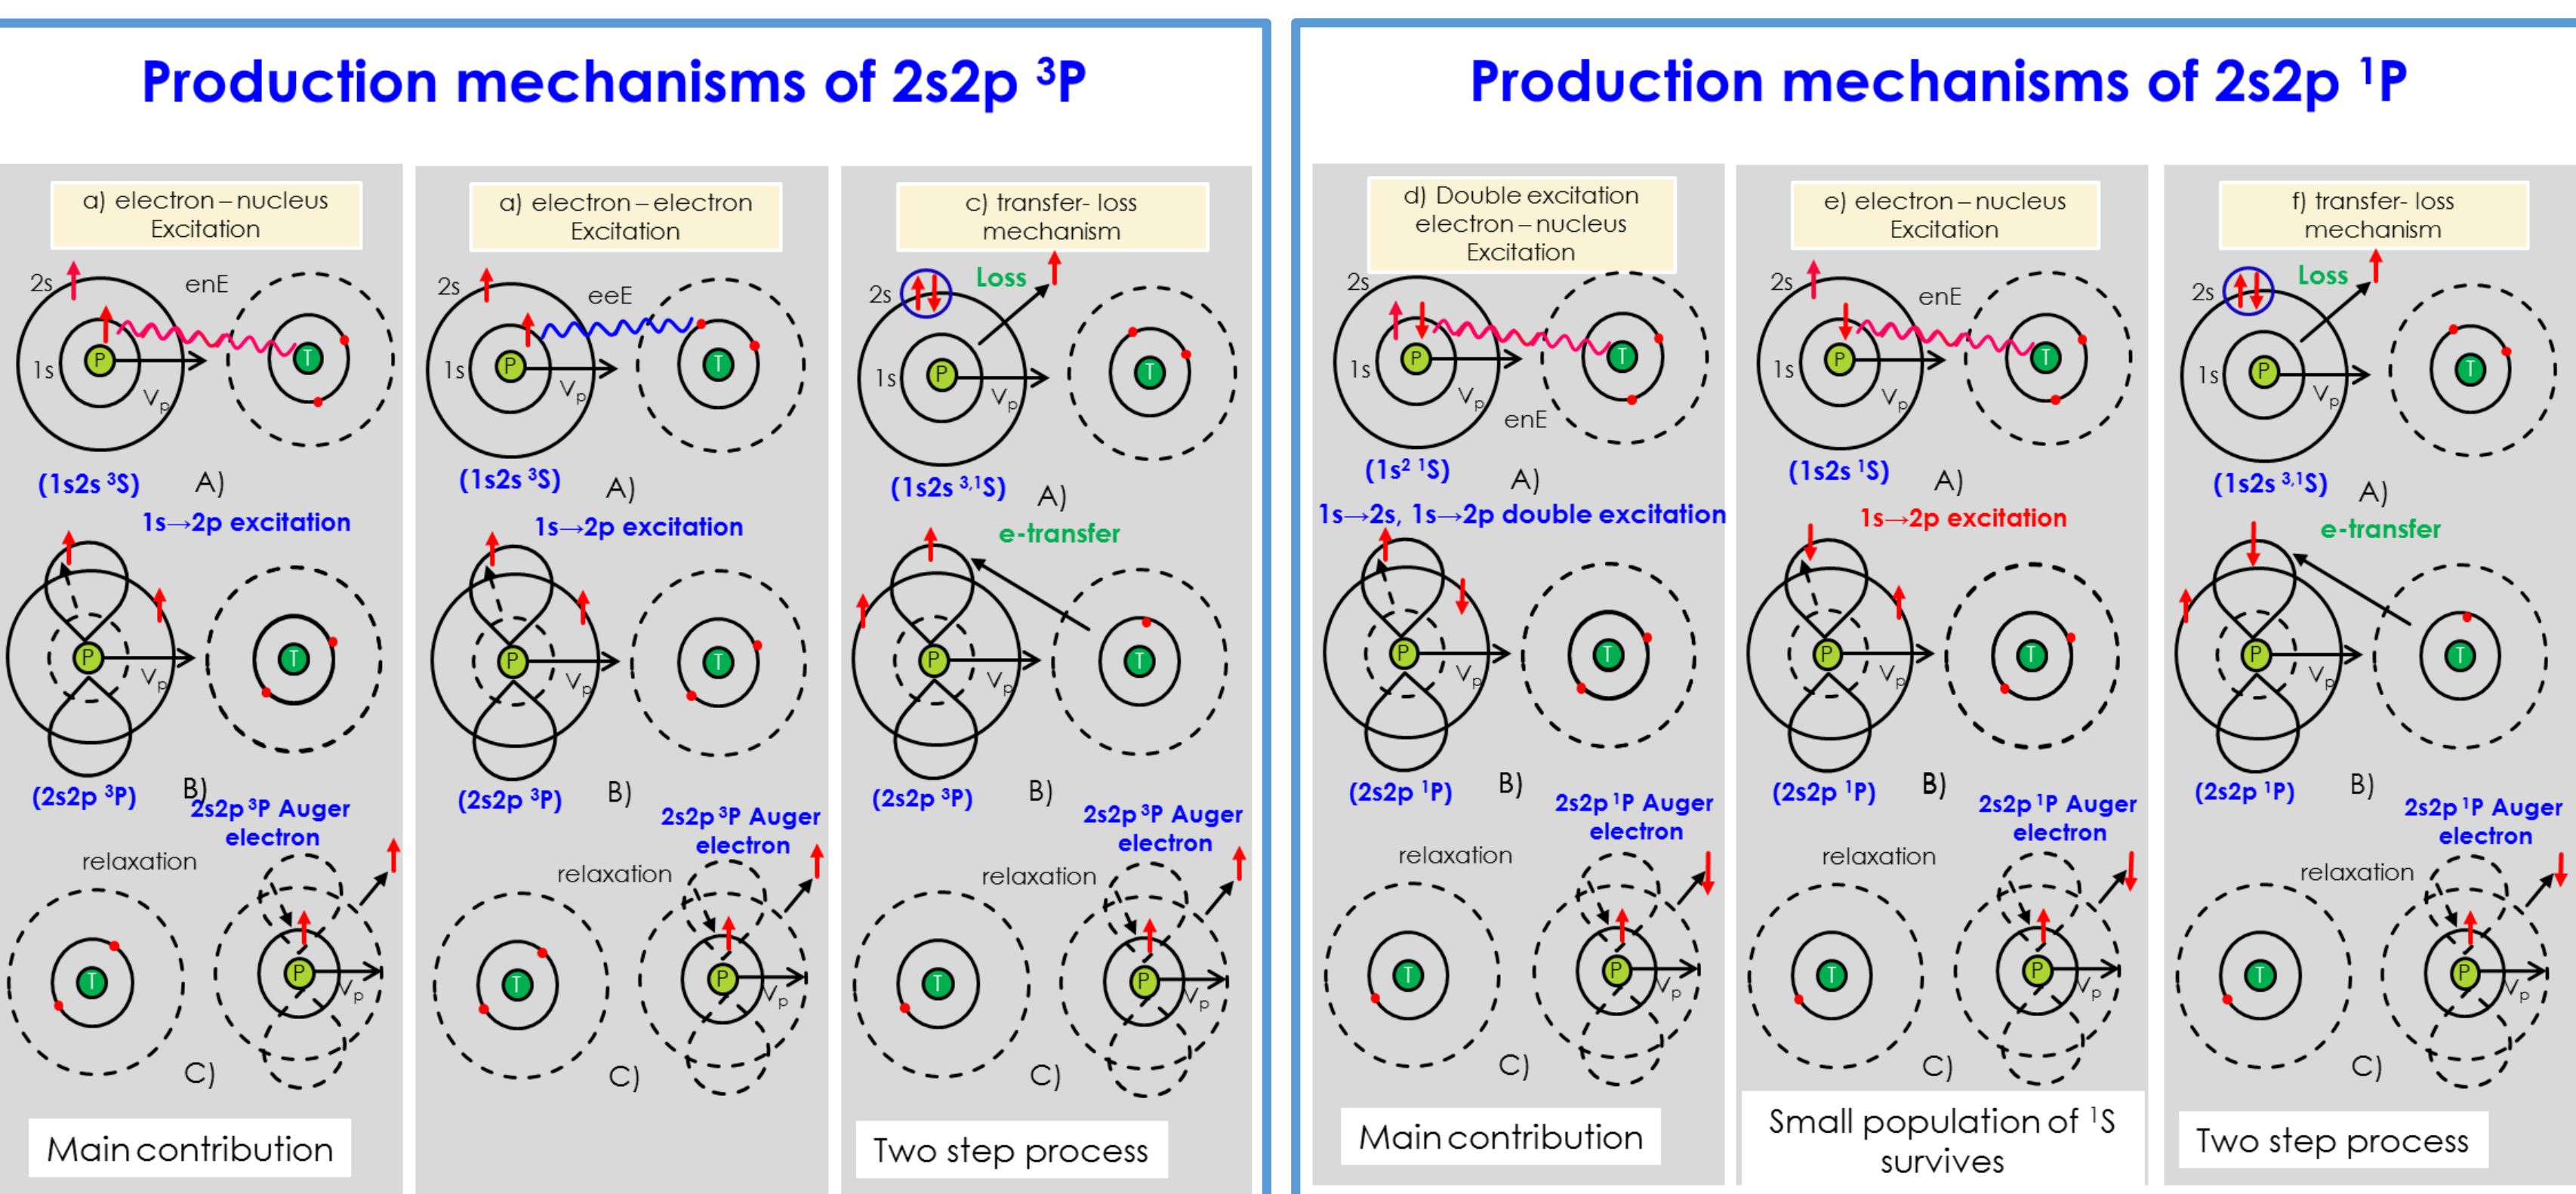 Production mechanisms of 2s2p ³P
a) electron – nucleus
Excitation
2s
enE
1s
P
T
Vₚ
(1s2s ³S)
A)
1s→2p excitation
P
T
Vₚ
(2s2p ³P)
B)
2s2p ³P Auger
electron
relaxation
T
P
Vₚ
C)
Main contribution
a) electron – electron
Excitation
2s
eeE
1s
P
T
Vₚ
(1s2s ³S)
A)
1s→2p excitation
P
T
Vₚ
(2s2p ³P)
B)
2s2p ³P Auger
electron
relaxation
T
P
Vₚ
C)
c) transfer- loss
mechanism
2s
Loss
1s
P
T
Vₚ
(1s2s ³,¹S)
A)
e-transfer
P
T
Vₚ
(2s2p ³P)
B)
2s2p ³P Auger
electron
relaxation
T
P
Vₚ
C)
Two step process
Production mechanisms of 2s2p ¹P
d) Double excitation
electron – nucleus
Excitation
2s
1s
P
T
Vₚ
enE
(1s² ¹S)
A)
1s→2s, 1s→2p double excitation
P
T
Vₚ
(2s2p ¹P)
B)
2s2p ¹P Auger
electron
relaxation
T
P
Vₚ
C)
Main contribution
e) electron – nucleus
Excitation
2s
enE
1s
P
T
Vₚ
(1s2s ¹S)
A)
1s→2p excitation
P
T
Vₚ
(2s2p ¹P)
B)
2s2p ¹P Auger
electron
relaxation
T
P
Vₚ
C)
Small population of ¹S
survives
f) transfer- loss
mechanism
2s
Loss
1s
P
T
Vₚ
(1s2s ³,¹S)
A)
e-transfer
P
T
Vₚ
(2s2p ¹P)
B)
2s2p ¹P Auger
electron
relaxation
T
P
Vₚ
C)
Two step process